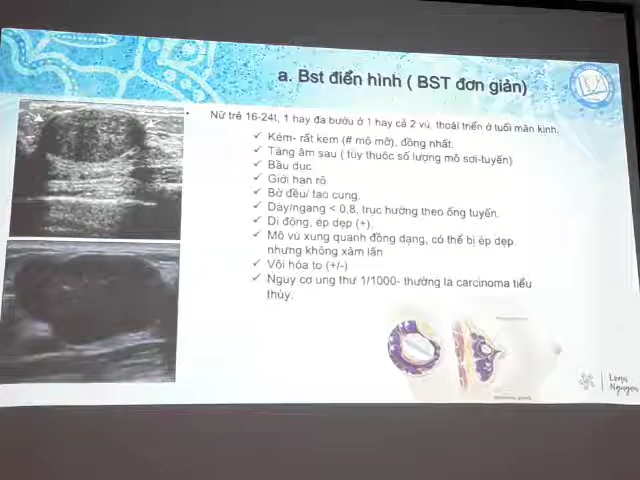 a. Bst điển hình ( BST đơn giản)
Nữ trẻ 16-24t, 1 hay đa bướu ở 1 hay cả 2 vú, thoái triển ở tuổi mãn kinh.
✓ Kém- rất kem (# mô mỡ), đồng nhất.
✓ Tăng âm sau ( tùy thuộc số lượng mô sợi-tuyến)
✓ Bầu dục
✓ Giới hạn rõ
✓ Bờ đều/ tạo cung.
✓ Dày/ngang < 0,8, trục hướng theo ống tuyến.
✓ Di động, ép dẹp (+).
✓ Mô vú xung quanh đồng dạng, có thể bị ép dẹp
nhưng không xâm lấn
✓ Vôi hóa to (+/-)
✓ Nguy cơ ung thư 1/1000- thường là carcinoma tiểu
thùy.
Nguyen